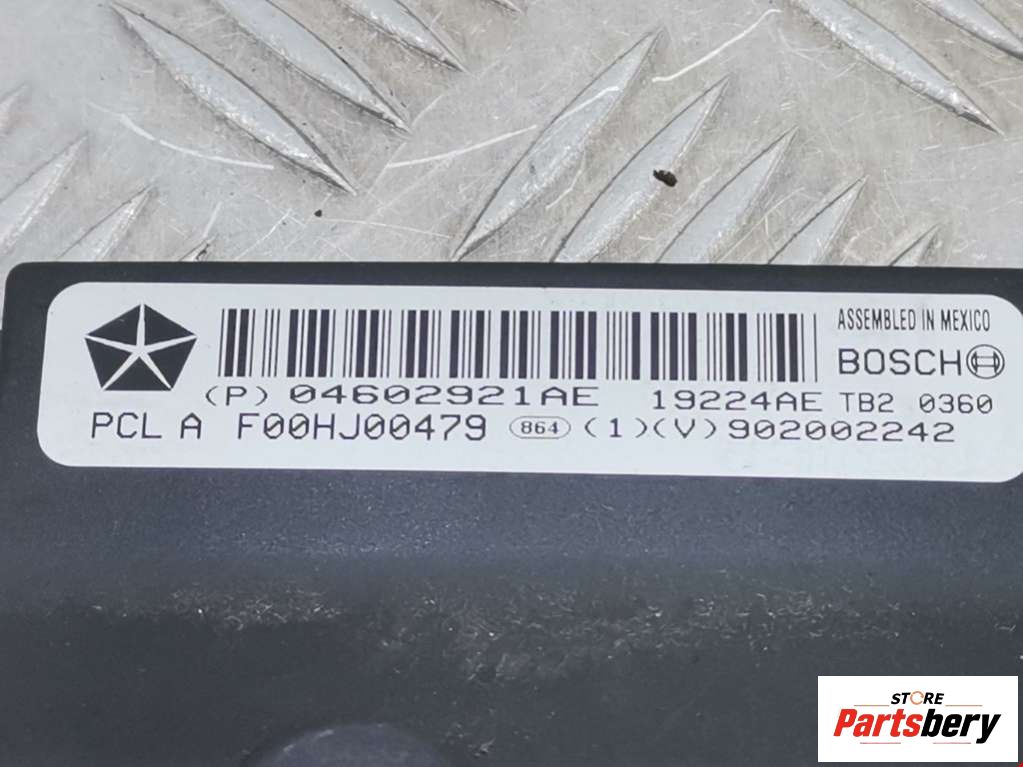 ASSEMBLED IN MEXICO
BOSCH
(P) 04602921AE 19224AE TB2 0360
PCL A F00HJ00479 864 (1)(V)902002242
STORE
Partsbery